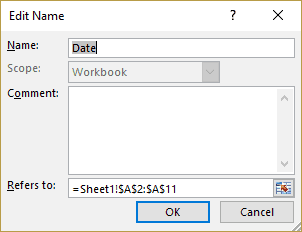 Edit Name ? ×
Name: Date
Scope: Workbook
Comment:
Refers to: =Sheet1!$A$2:$A$11
OK Cancel